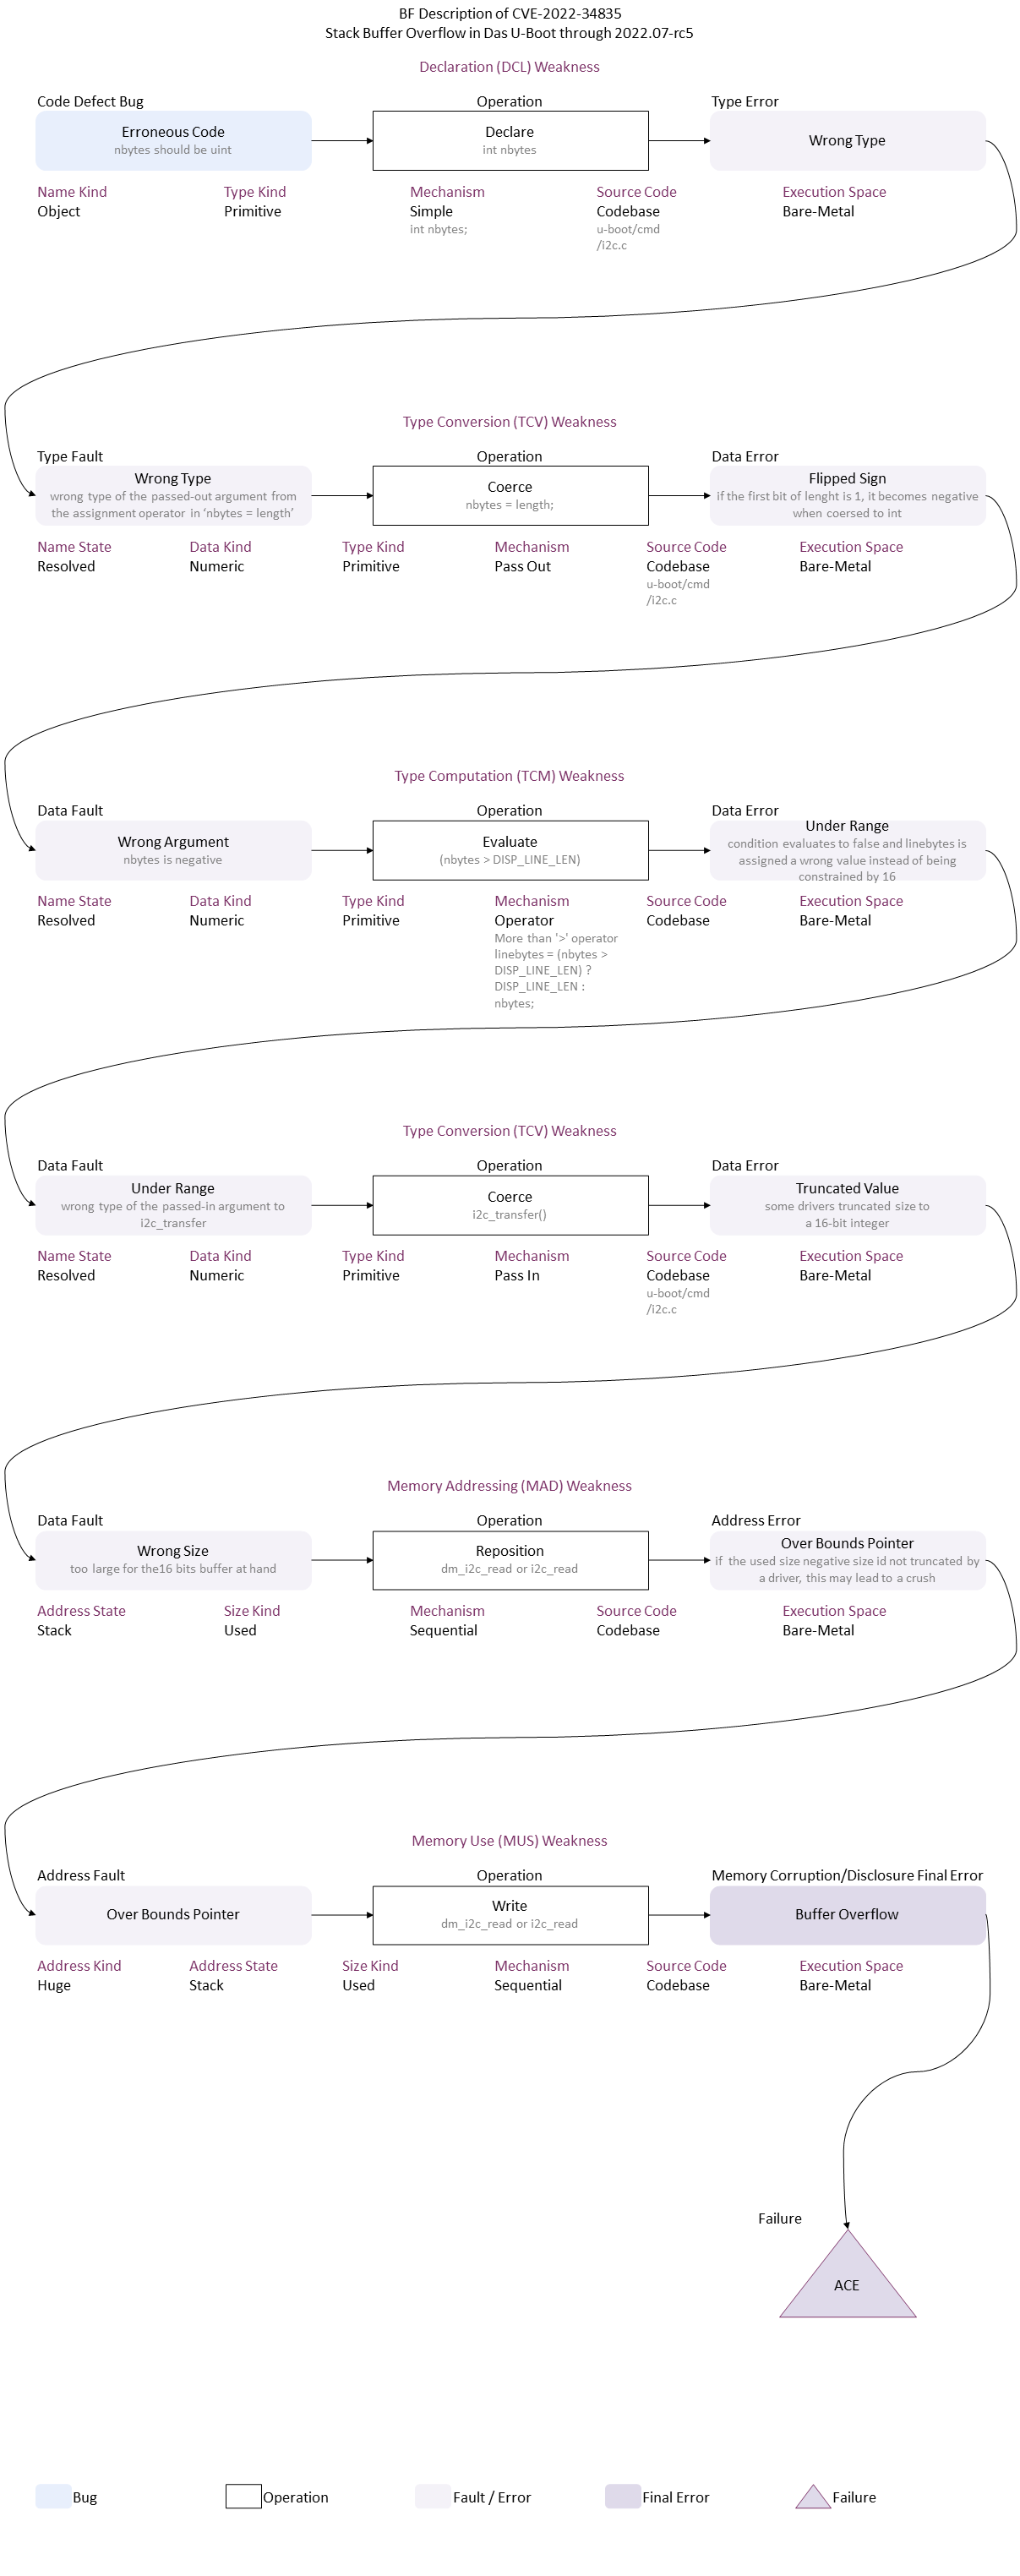 BF Description of CVE-2022-34835
Stack Buffer Overflow in Das U-Boot through 2022.07-rc5
Declaration (DCL) Weakness
Code Defect Bug
Operation
Type Error
Erroneous Code
nbytes should be uint
Declare
int nbytes
Wrong Type
Name Kind
Object
Type Kind
Primitive
Mechanism
Simple
int nbytes;
Source Code
Codebase
u-boot/cmd
/i2c.c
Execution Space
Bare-Metal
Type Conversion (TCV) Weakness
Type Fault
Operation
Data Error
Wrong Type
wrong type of the passed-out argument from
the assignment operator in ‘nbytes = length’
Coerce
nbytes = length;
Flipped Sign
if the first bit of lenght is 1, it becomes negative
when coersed to int
Name State
Resolved
Data Kind
Numeric
Type Kind
Primitive
Mechanism
Pass Out
Source Code
Codebase
u-boot/cmd
/i2c.c
Execution Space
Bare-Metal
Type Computation (TCM) Weakness
Data Fault
Operation
Data Error
Wrong Argument
nbytes is negative
Evaluate
(nbytes > DISP_LINE_LEN)
Under Range
condition evaluates to false and linebytes is
assigned a wrong value instead of being
constrained by 16
Name State
Resolved
Data Kind
Numeric
Type Kind
Primitive
Mechanism
Operator
More than '>' operator
linebytes = (nbytes >
DISP_LINE_LEN) ?
DISP_LINE_LEN :
nbytes;
Source Code
Codebase
Execution Space
Bare-Metal
Type Conversion (TCV) Weakness
Data Fault
Operation
Data Error
Under Range
wrong type of the passed-in argument to
i2c_transfer
Coerce
i2c_transfer()
Truncated Value
some drivers truncated size to
a 16-bit integer
Name State
Resolved
Data Kind
Numeric
Type Kind
Primitive
Mechanism
Pass In
Source Code
Codebase
u-boot/cmd
/i2c.c
Execution Space
Bare-Metal
Memory Addressing (MAD) Weakness
Data Fault
Operation
Address Error
Wrong Size
too large for the16 bits buffer at hand
Reposition
dm_i2c_read or i2c_read
Over Bounds Pointer
if the used size negative size id not truncated by
a driver, this may lead to a crush
Address State
Stack
Size Kind
Used
Mechanism
Sequential
Source Code
Codebase
Execution Space
Bare-Metal
Memory Use (MUS) Weakness
Address Fault
Operation
Memory Corruption/Disclosure Final Error
Over Bounds Pointer
Write
dm_i2c_read or i2c_read
Buffer Overflow
Address Kind
Huge
Address State
Stack
Size Kind
Used
Mechanism
Sequential
Source Code
Codebase
Execution Space
Bare-Metal
Failure
ACE
Bug
Operation
Fault / Error
Final Error
Failure